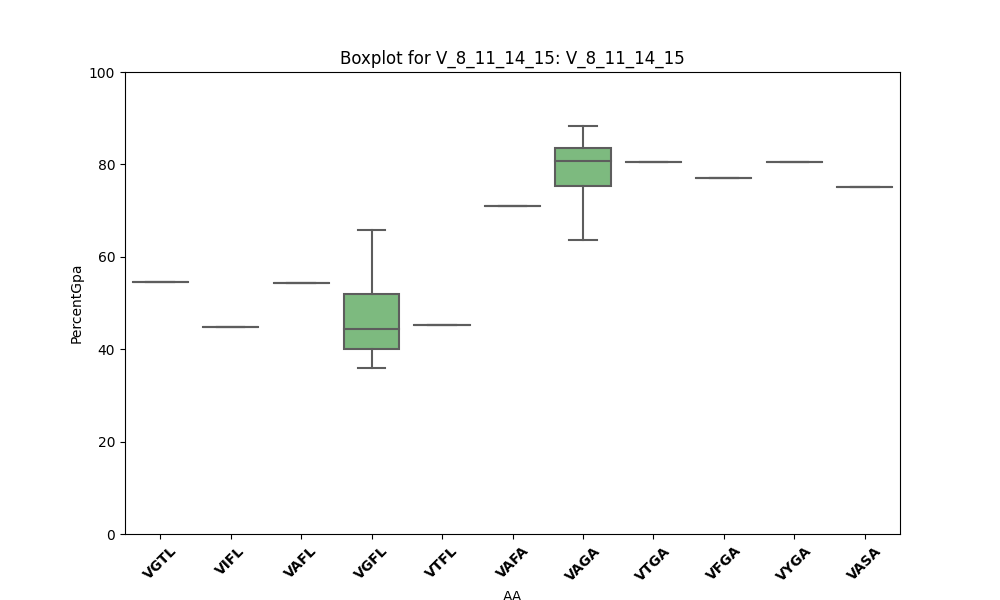 Boxplot for V_8_11_14_15: V_8_11_14_15
PercentGpa
100
80
60
40
20
0
VGTL VIFL VAFL VGFL VTFL VAFA VAGA VTGA VFGA VYGA VASA
AA